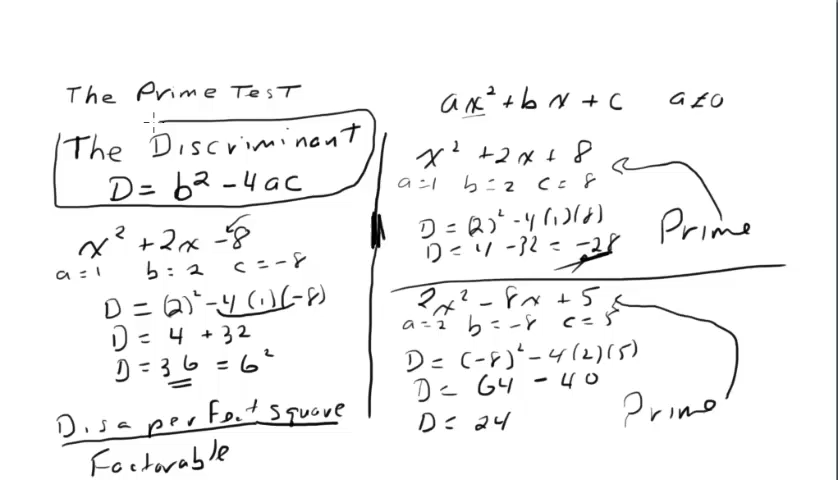 The Prime Test
The Discriminant
D = b² - 4ac
x² + 2x - 8
a = 1 b = 2 c = -8
D = (2)² - 4(1)(-8)
D = 4 + 32
D = 36 = 6²
D is a perfect square
Factorable
ax² + bx + c a ≠ 0
x² + 2x + 8
a = 1 b = 2 c = 8
D = (2)² - 4(1)(8)
D = 4 - 32 = -28
Prime
2x² - 8x + 5
a = 2 b = -8 c = 5
D = (-8)² - 4(2)(5)
D = 64 - 40
D = 24
Prime